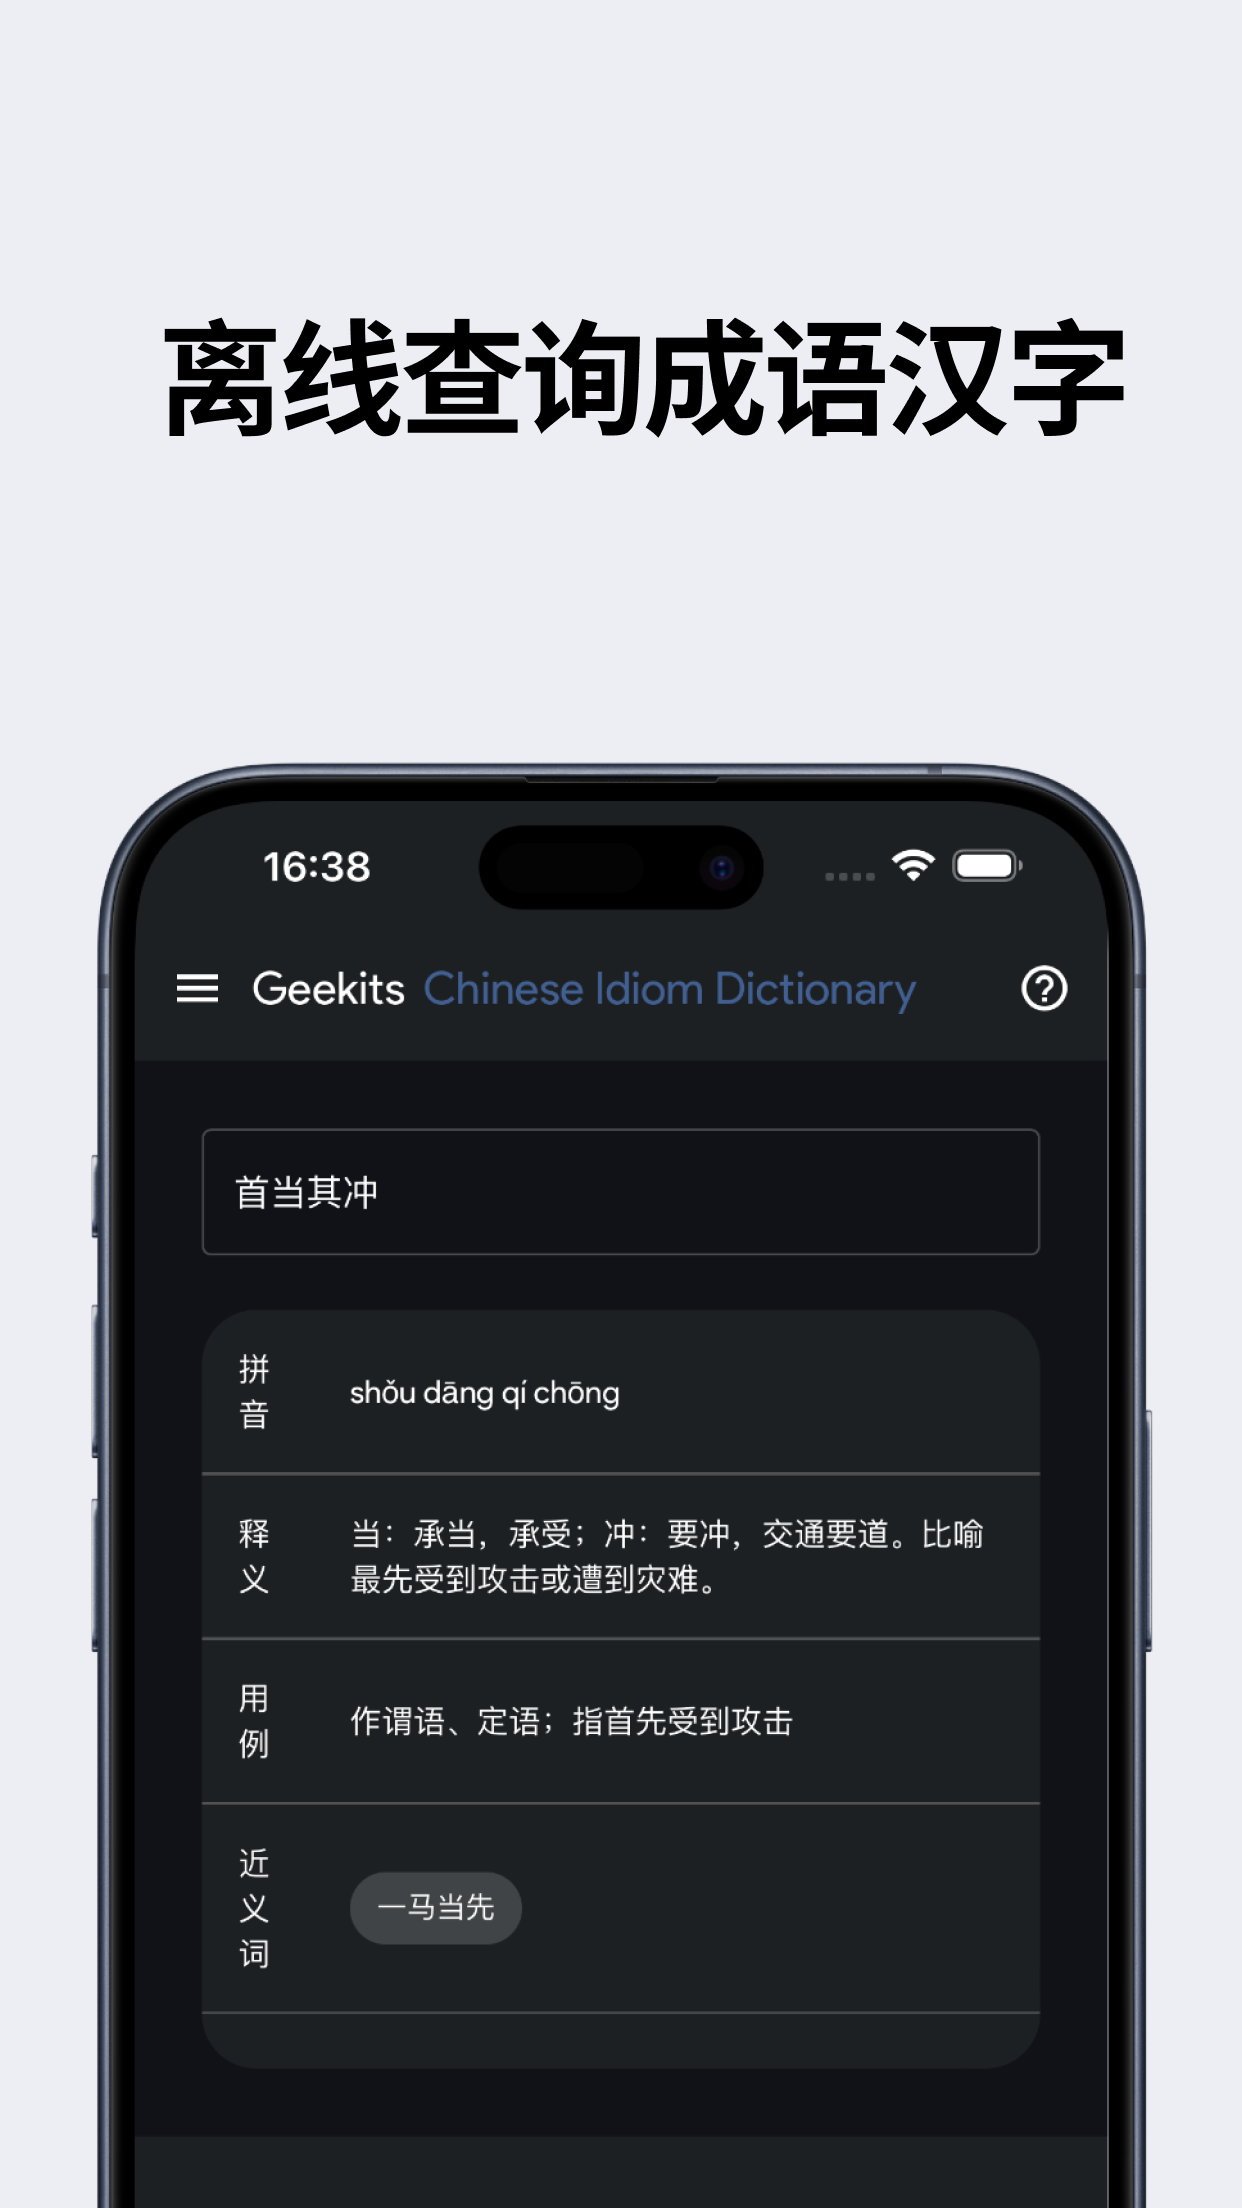 离线查询成语汉字
16:38
Geekits Chinese Idiom Dictionary
首当其冲
拼音
shǒu dāng qí chōng
释义
当：承当，承受；冲：要冲，交通要道。比喻
最先受到攻击或遭到灾难。
用例
作谓语、定语；指首先受到攻击
近义词
一马当先